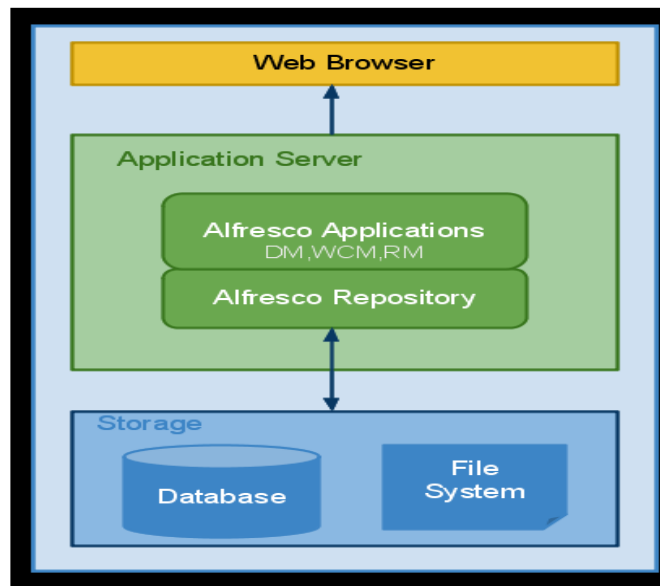 Web Browser
Application Server
Alfresco Applications
DM,WCM,RM
Alfresco Repository
Storage
Database
File
System